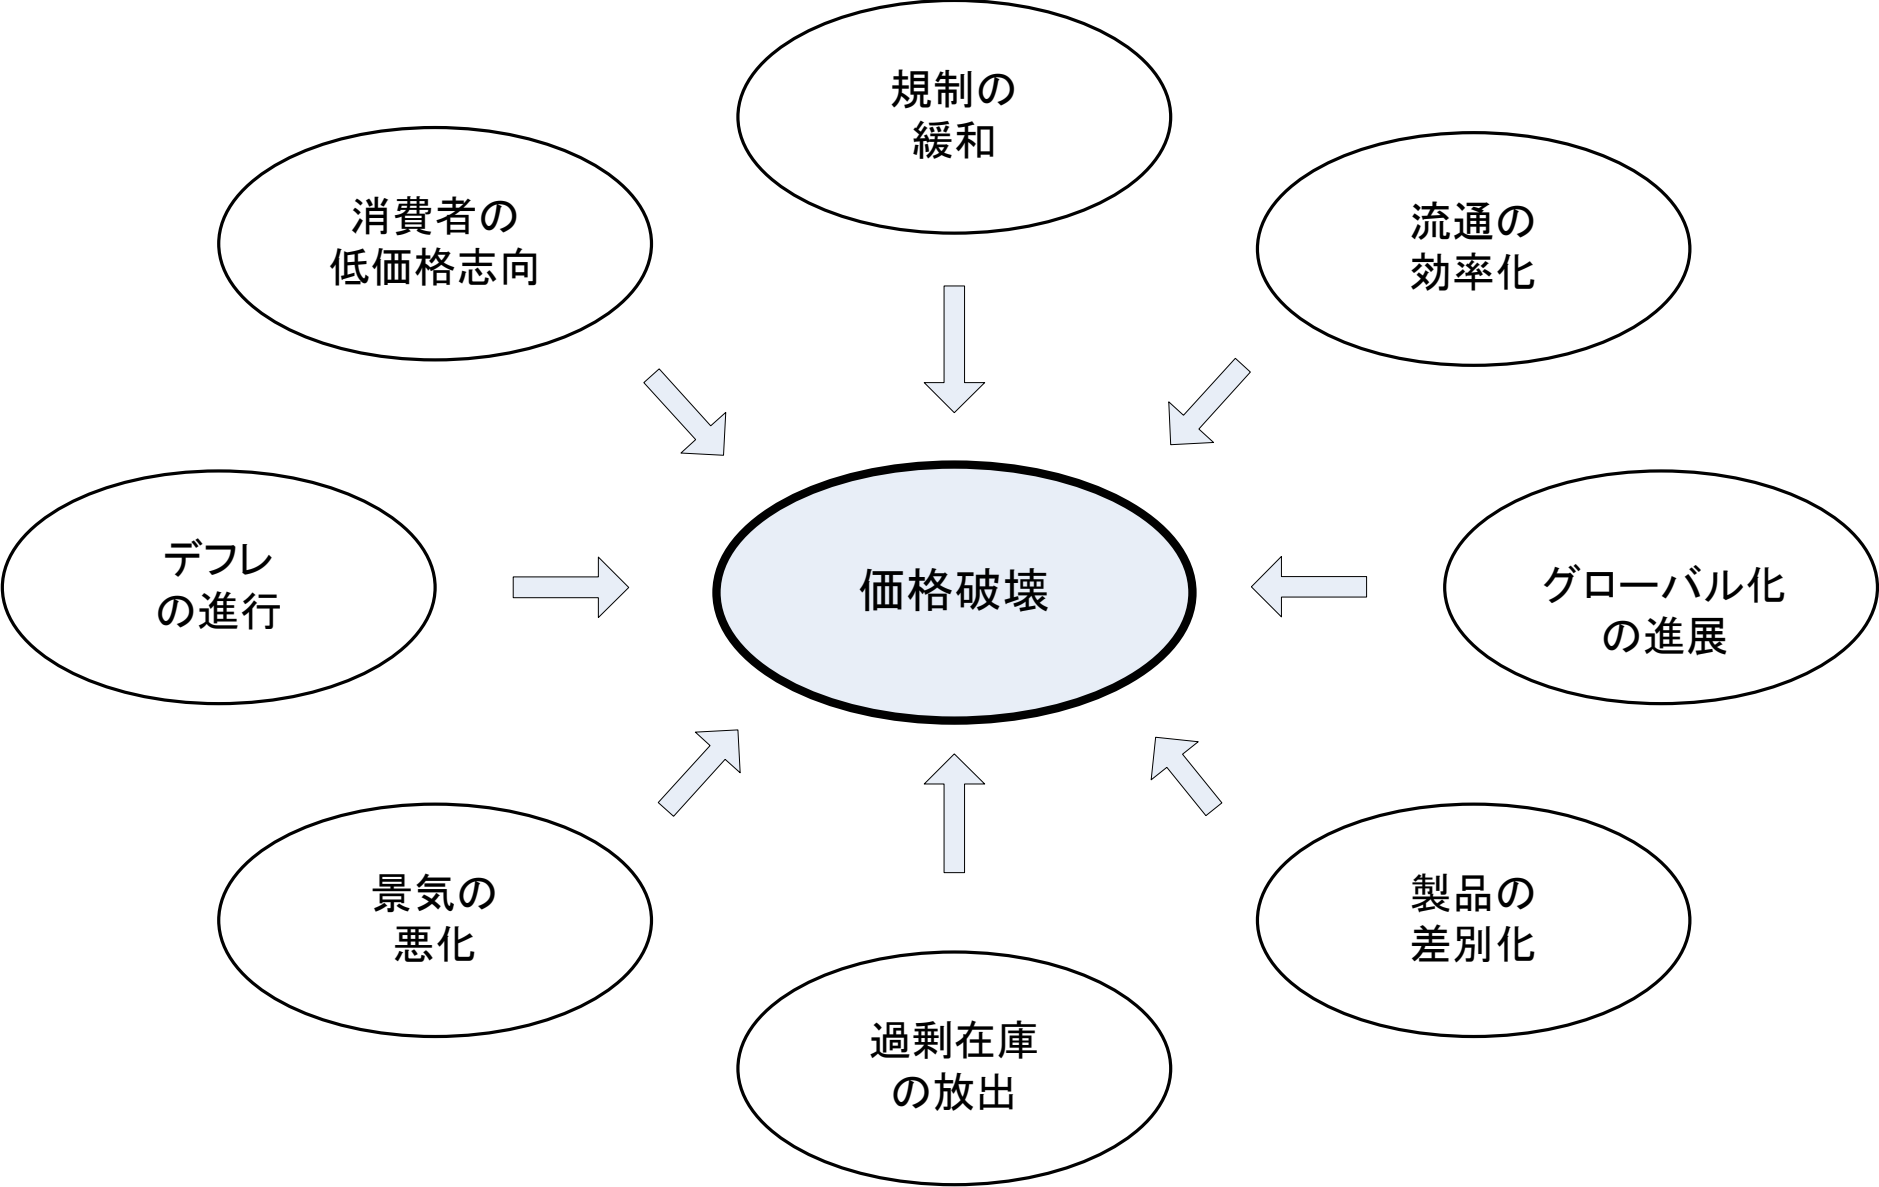 規制の
緩和
消費者の
低価格志向
流通の
効率化
デフレ
の進行
価格破壊
グローバル化
の進展
景気の
悪化
製品の
差別化
過剰在庫
の放出